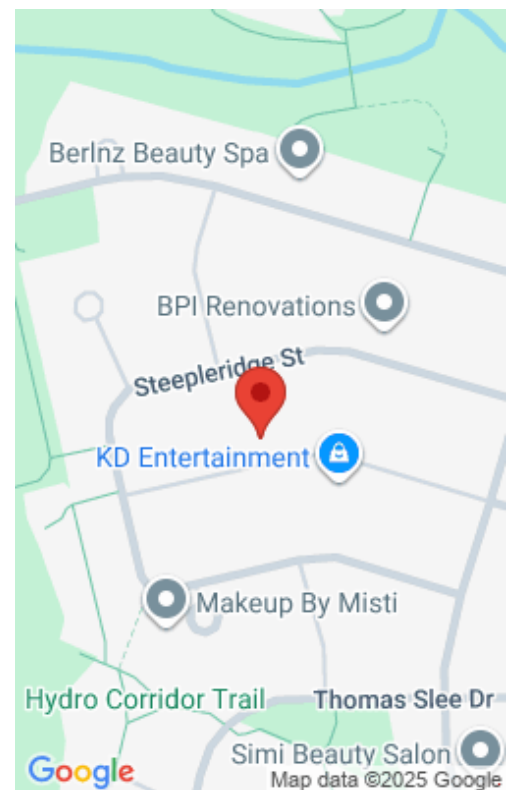 Berlnz Beauty Spa
BPI Renovations
Steepleridge St
KD Entertainment
Makeup By Misti
Hydro Corridor Trail
Thomas Slee Dr
Simi Beauty Salon
Google
Map data ©2025 Google